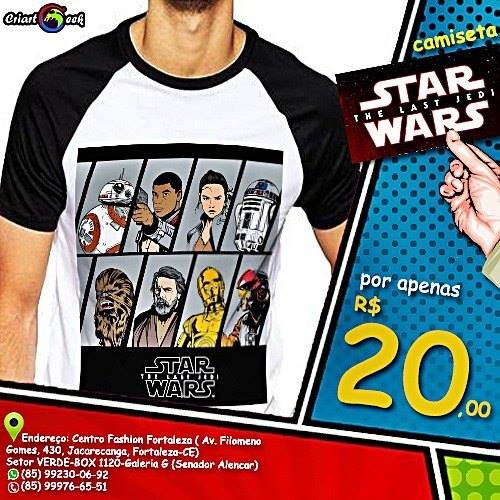 Criart Geek
camiseta
STAR
THE LAST JEDI
WARS
por apenas
R$
20,00
STAR
THE LAST JEDI
WARS
Endereço: Centro Fashion Fortaleza ( Av. Filomeno
Gomes, 430, Jacarecanga, Fortaleza-CE)
Setor VERDE-BOX 1120-Galeria G (Senador Alencar)
(85) 99230-06-92
(85) 99976-65-51